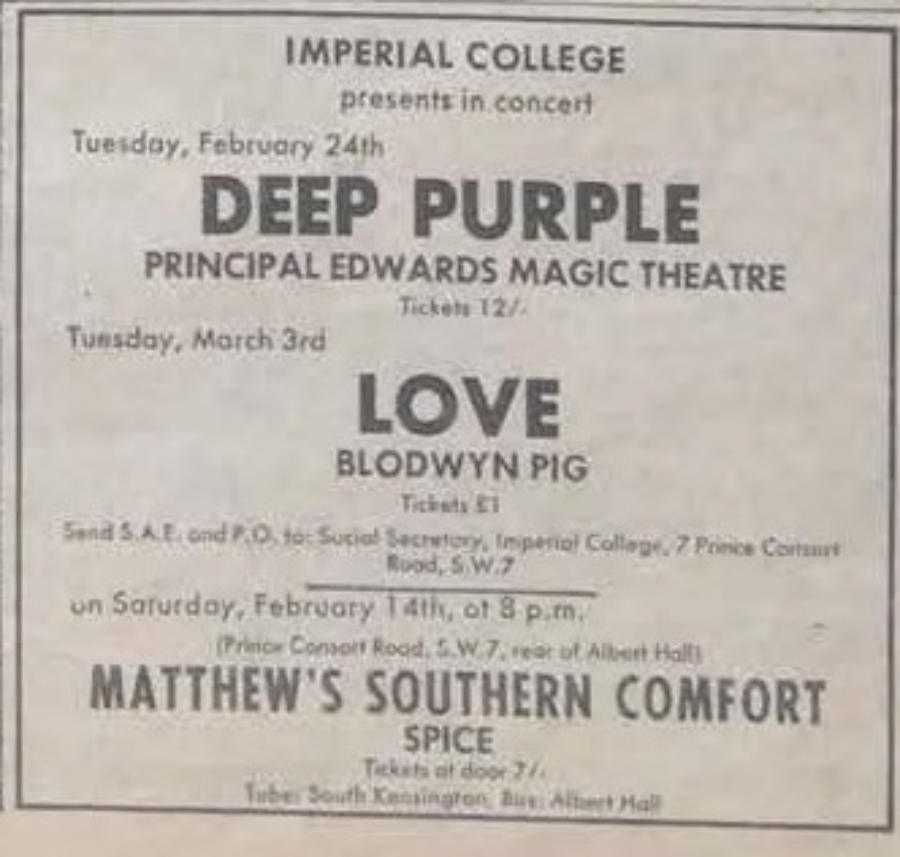 IMPERIAL COLLEGE
presents in concert
Tuesday, February 24th
DEEP PURPLE
PRINCIPAL EDWARDS MAGIC THEATRE
Tickets 12/-
Tuesday, March 3rd
LOVE
BLODWYN PIG
Tickets £1
Send S.A.E. and P.O. to: Social Secretary, Imperial College, 7 Prince Consort
Road, S.W.7
on Saturday, February 14th, at 8 p.m.
(Prince Consort Road, S.W.7, rear of Albert Hall)
MATTHEW'S SOUTHERN COMFORT
SPICE
Tickets at door 7/-
Tube: South Kensington, Bus: Albert Hall